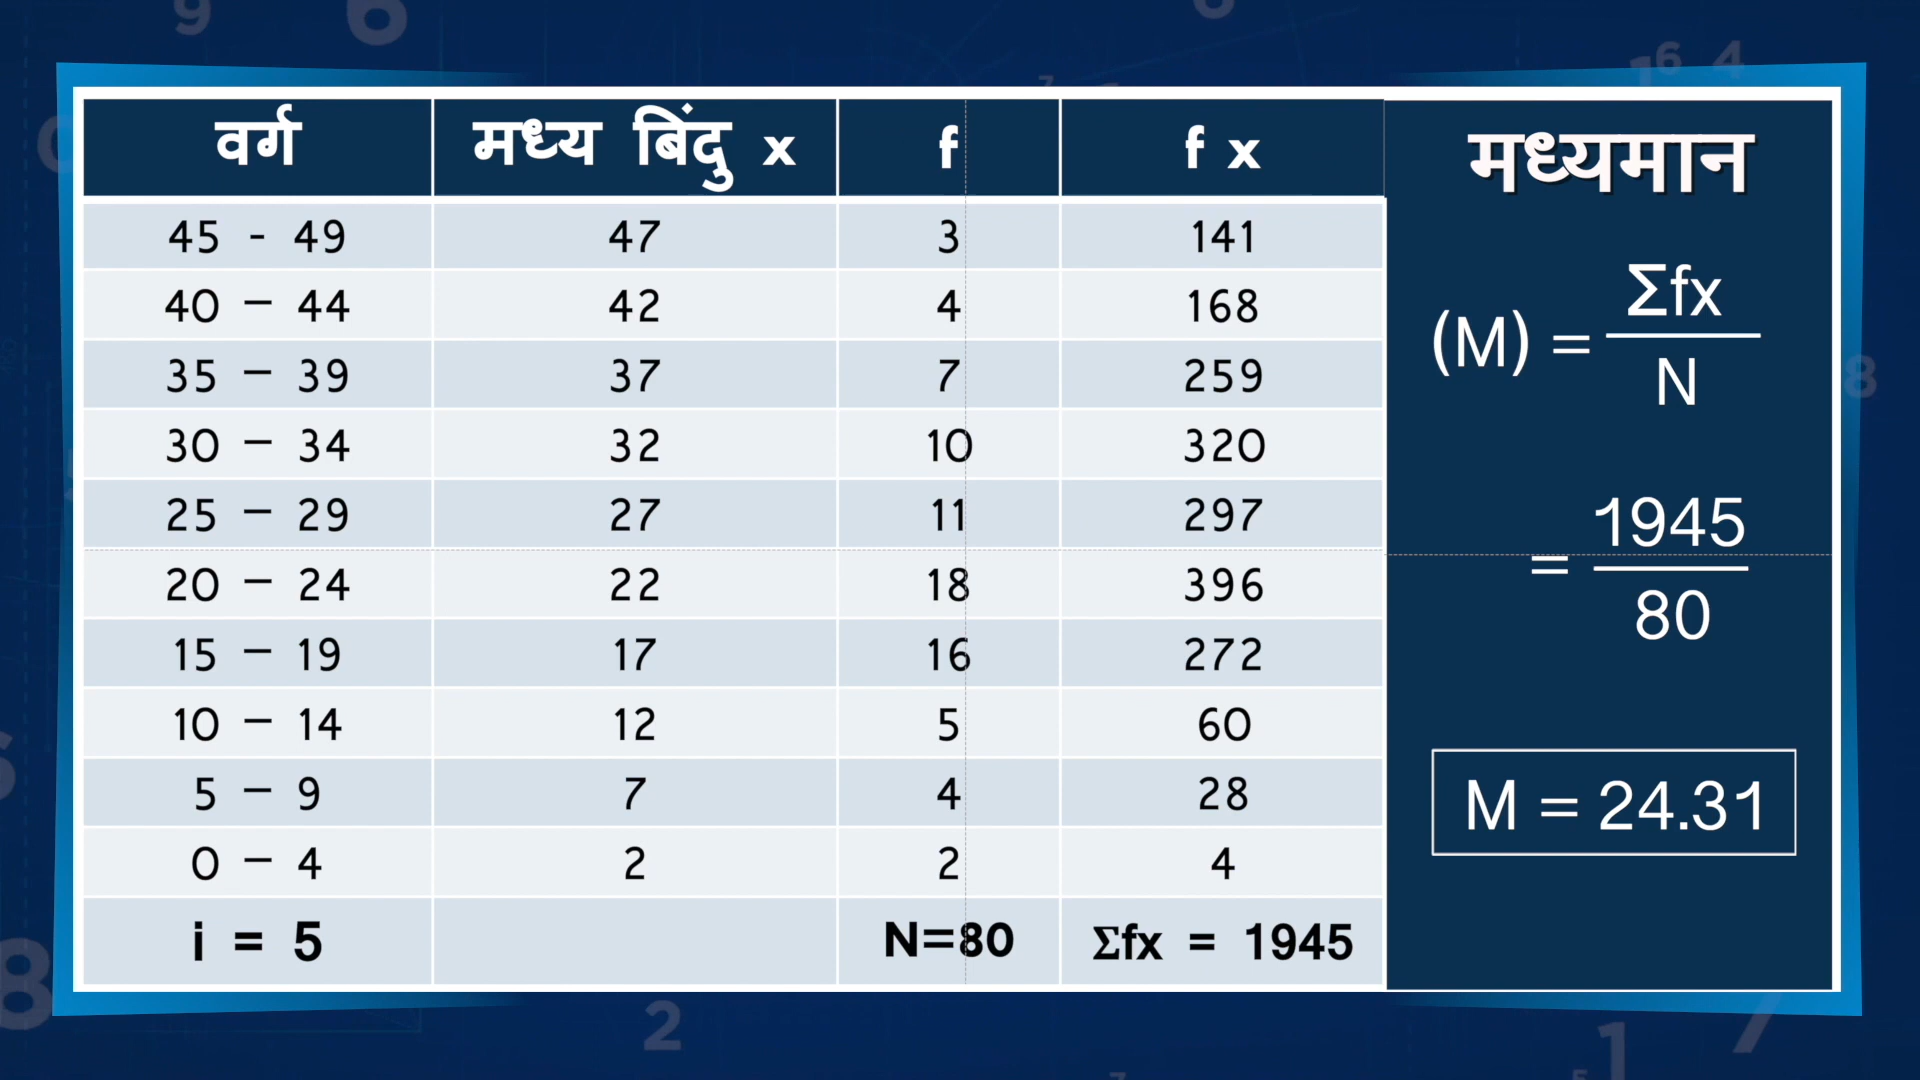 वर्ग मध्य बिंदु x f f x
45 - 49 47 3 141
40 – 44 42 4 168
35 – 39 37 7 259
30 – 34 32 10 320
25 – 29 27 11 297
20 – 24 22 18 396
15 – 19 17 16 272
10 – 14 12 5 60
5 – 9 7 4 28
0 – 4 2 2 4
i = 5 N=80 Σfx = 1945
मध्यमान
(M) = Σfx / N
= 1945 / 80
M = 24.31